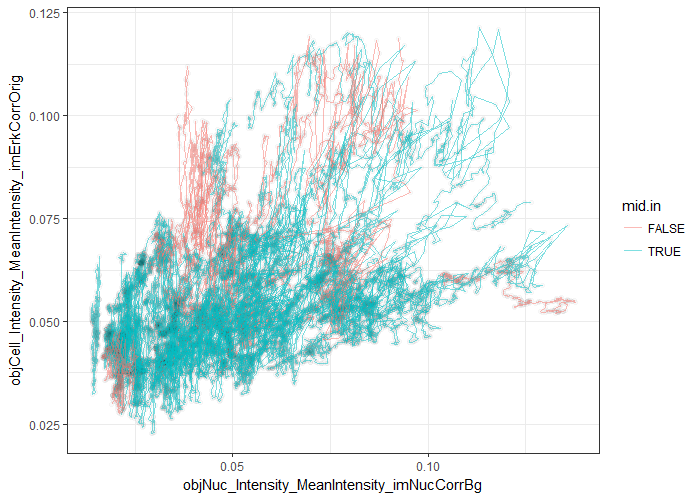 0.125
0.100
0.075
0.050
0.025
objCell_Intensity_MeanIntensity_imErkCorrOrig
0.05
0.10
objNuc_Intensity_MeanIntensity_imNucCorrBg
mid.in
FALSE
TRUE